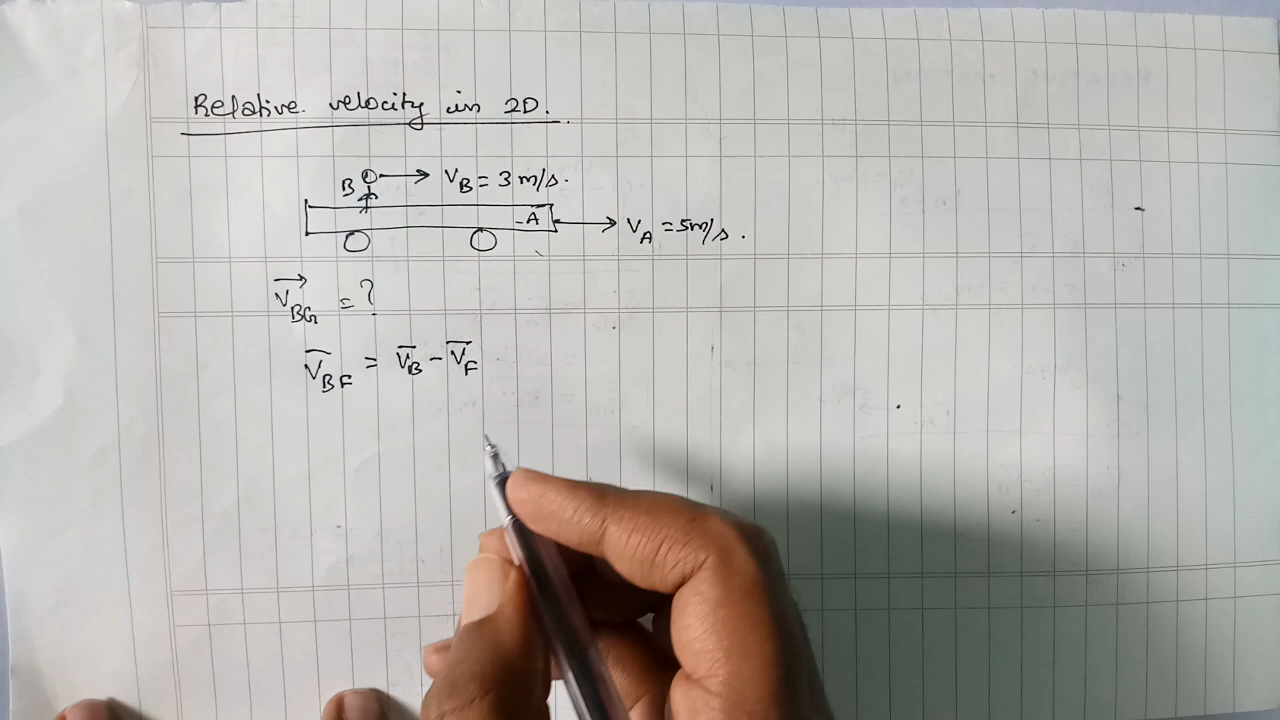 Relative velocity in 2D.
B V_B = 3 m/s.
A V_A = 5m/s.
V_BG = ?
V_BF = V_B - V_F